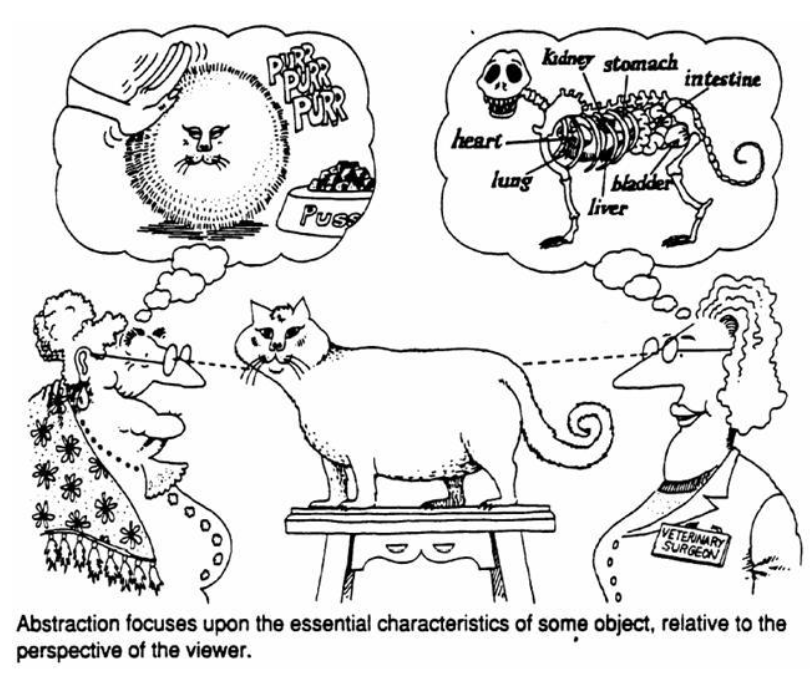 PURR
PURR
PURR
Puss
Kidney
stomach
intestine
heart
lung
bladder
liver
VETERINARY
SURGEON
Abstraction focuses upon the essential characteristics of some object, relative to the
perspective of the viewer.